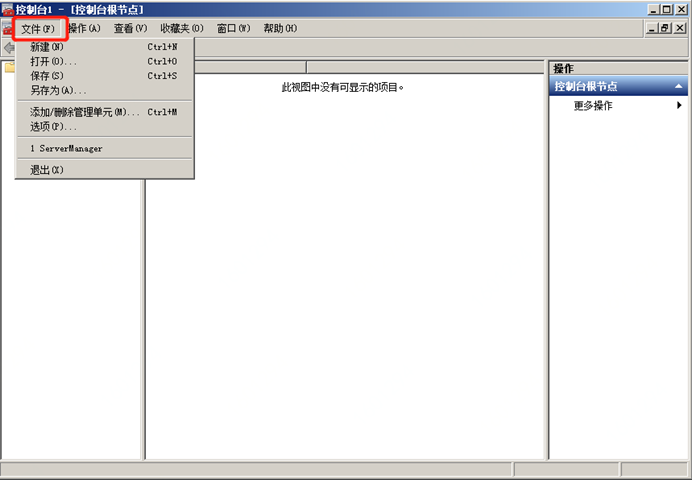 控制台1 - [控制台根节点]
文件(F) 操作(A) 查看(V) 收藏夹(O) 窗口(W) 帮助(H)
新建(N) Ctrl+N
打开(O)... Ctrl+O
保存(S) Ctrl+S
另存为(A)...
添加/删除管理单元(M)... Ctrl+M
选项(P)...
1 ServerManager
退出(X)
此视图中没有可显示的项目。
操作
控制台根节点
更多操作